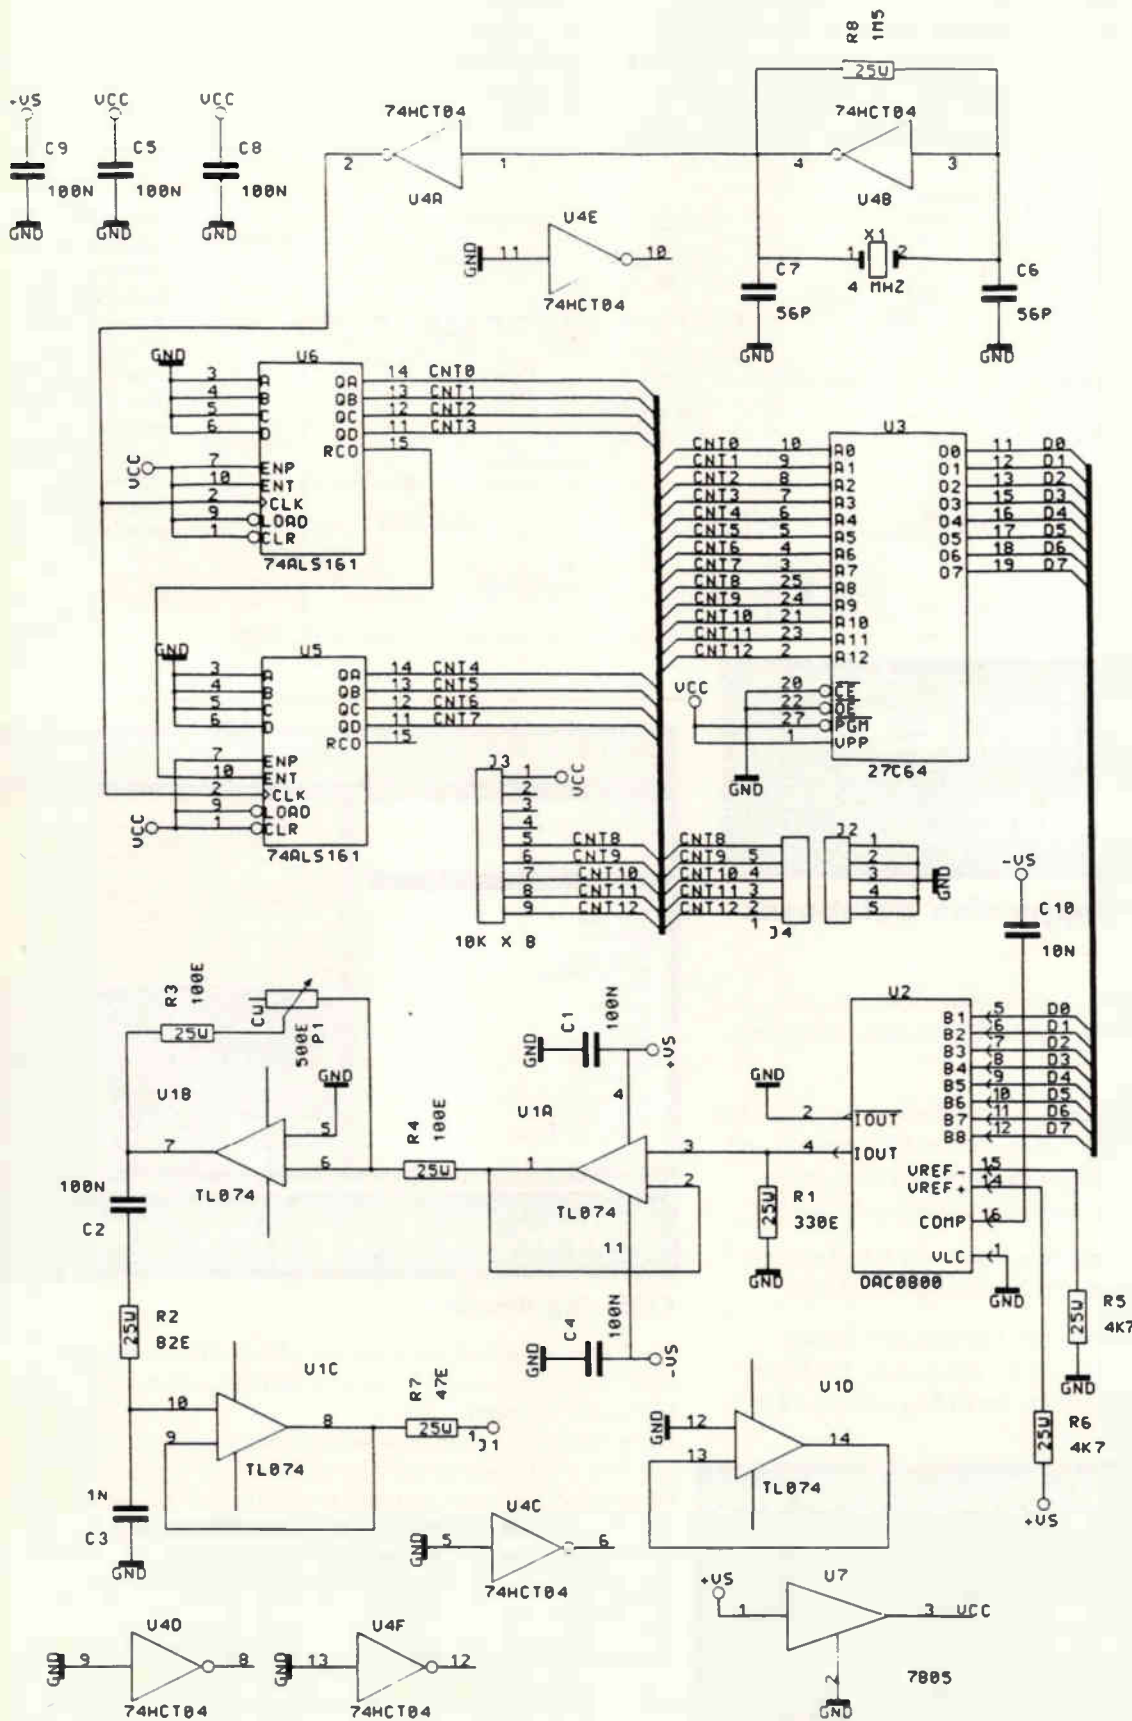 R8
1M5
25W
+VS
VCC
VCC
C9
100N
C5
100N
C8
100N
GND
GND
GND
74HCT04
2
1
U4A
74HCT04
4
3
U4B
U4E
GND
11
10
74HCT04
X1
1
2
4 MHZ
C7
56P
GND
C6
56P
GND
GND
U6
3 A QA 14 CNT0
4 B QB 13 CNT1
5 C QC 12 CNT2
6 D QD 11 CNT3
RCO 15
VCC
7 ENP
10 ENT
2 CLK
9 LOAD
1 CLR
74ALS161
U3
CNT0 10 A0 O0 11 D0
CNT1 9 A1 O1 12 D1
CNT2 8 A2 O2 13 D2
CNT3 7 A3 O3 15 D3
CNT4 6 A4 O4 16 D4
CNT5 5 A5 O5 17 D5
CNT6 4 A6 O6 18 D6
CNT7 3 A7 O7 19 D7
CNT8 25 A8
CNT9 24 A9
CNT10 21 A10
CNT11 23 A11
CNT12 2 A12
VCC
20 CE
22 OE
27 PGM
1 VPP
GND
27C64
GND
U5
3 A QA 14 CNT4
4 B QB 13 CNT5
5 C QC 12 CNT6
6 D QD 11 CNT7
RCO 15
7 ENP
10 ENT
2 CLK
9 LOAD
1 CLR
VCC
74ALS161
J3
1 VCC
2
3
4
5 CNT8
6 CNT9
7 CNT10
8 CNT11
9 CNT12
10K X 8
CNT8 5
CNT9 4
CNT10 3
CNT11 2
CNT12 1
J4
J2
1
2
3
4
5
GND
-VS
C10
10N
R3
100E
25W
CW
500E
P1
GND
U1B
7
5
6
TL074
R4
100E
25W
C1
100N
GND
+VS
U1A
4
1
3
2
TL074
11
C4
100N
GND
-VS
GND
2 IOUT
4 IOUT
R1
330E
25W
GND
U2
B1 5 D0
B2 6 D1
B3 7 D2
B4 8 D3
B5 9 D4
B6 10 D5
B7 11 D6
B8 12 D7
VREF- 15
VREF+ 14
COMP 16
VLC 1
DAC0800
GND
R5
4K7
25W
GND
R6
4K7
25W
+VS
100N
C2
R2
82E
25W
U1C
10
9
8
TL074
R7
47E
25W
1
J1
1N
C3
GND
U1D
GND
12
13
14
TL074
U4C
GND
5
6
74HCT04
U7
+VS
1
3
VCC
2
GND
7805
U4D
GND
9
8
74HCT04
U4F
GND
13
12
74HCT04